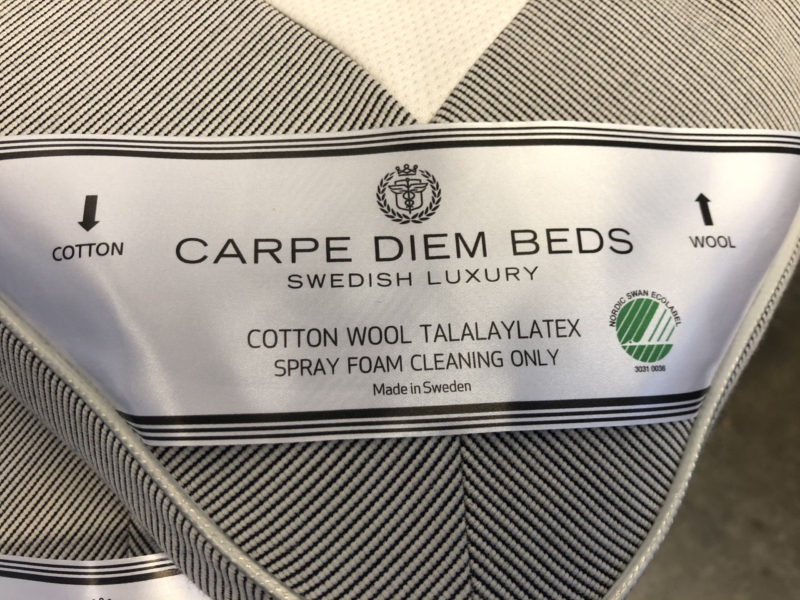 COTTON
CARPE DIEM BEDS
WOOL
SWEDISH LUXURY
COTTON WOOL TALALAYLATEX
SPRAY FOAM CLEANING ONLY
Made in Sweden
NORDIC SWAN ECOLABEL
3031 0036